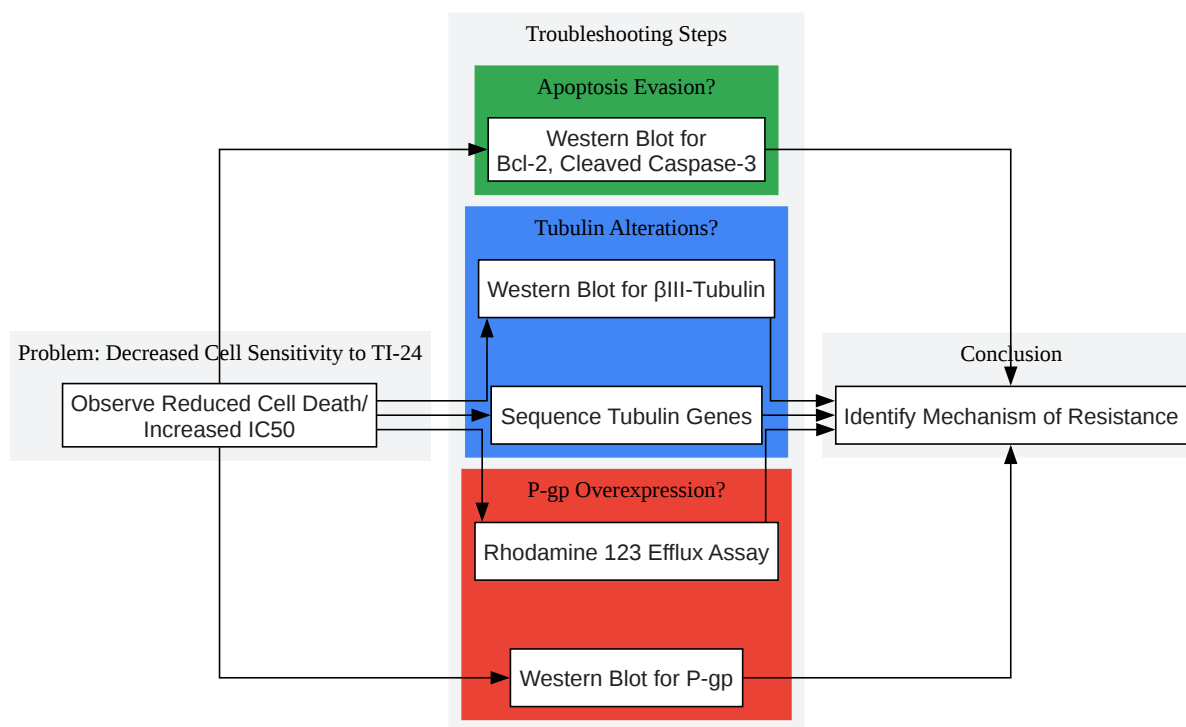 Troubleshooting Steps
Apoptosis Evasion?
Western Blot for
Bcl-2, Cleaved Caspase-3
Tubulin Alterations?
Western Blot for βIII-Tubulin
Problem: Decreased Cell Sensitivity to TI-24
Conclusion
Observe Reduced Cell Death/
Increased IC50
Sequence Tubulin Genes
Identify Mechanism of Resistance
P-gp Overexpression?
Rhodamine 123 Efflux Assay
Western Blot for P-gp